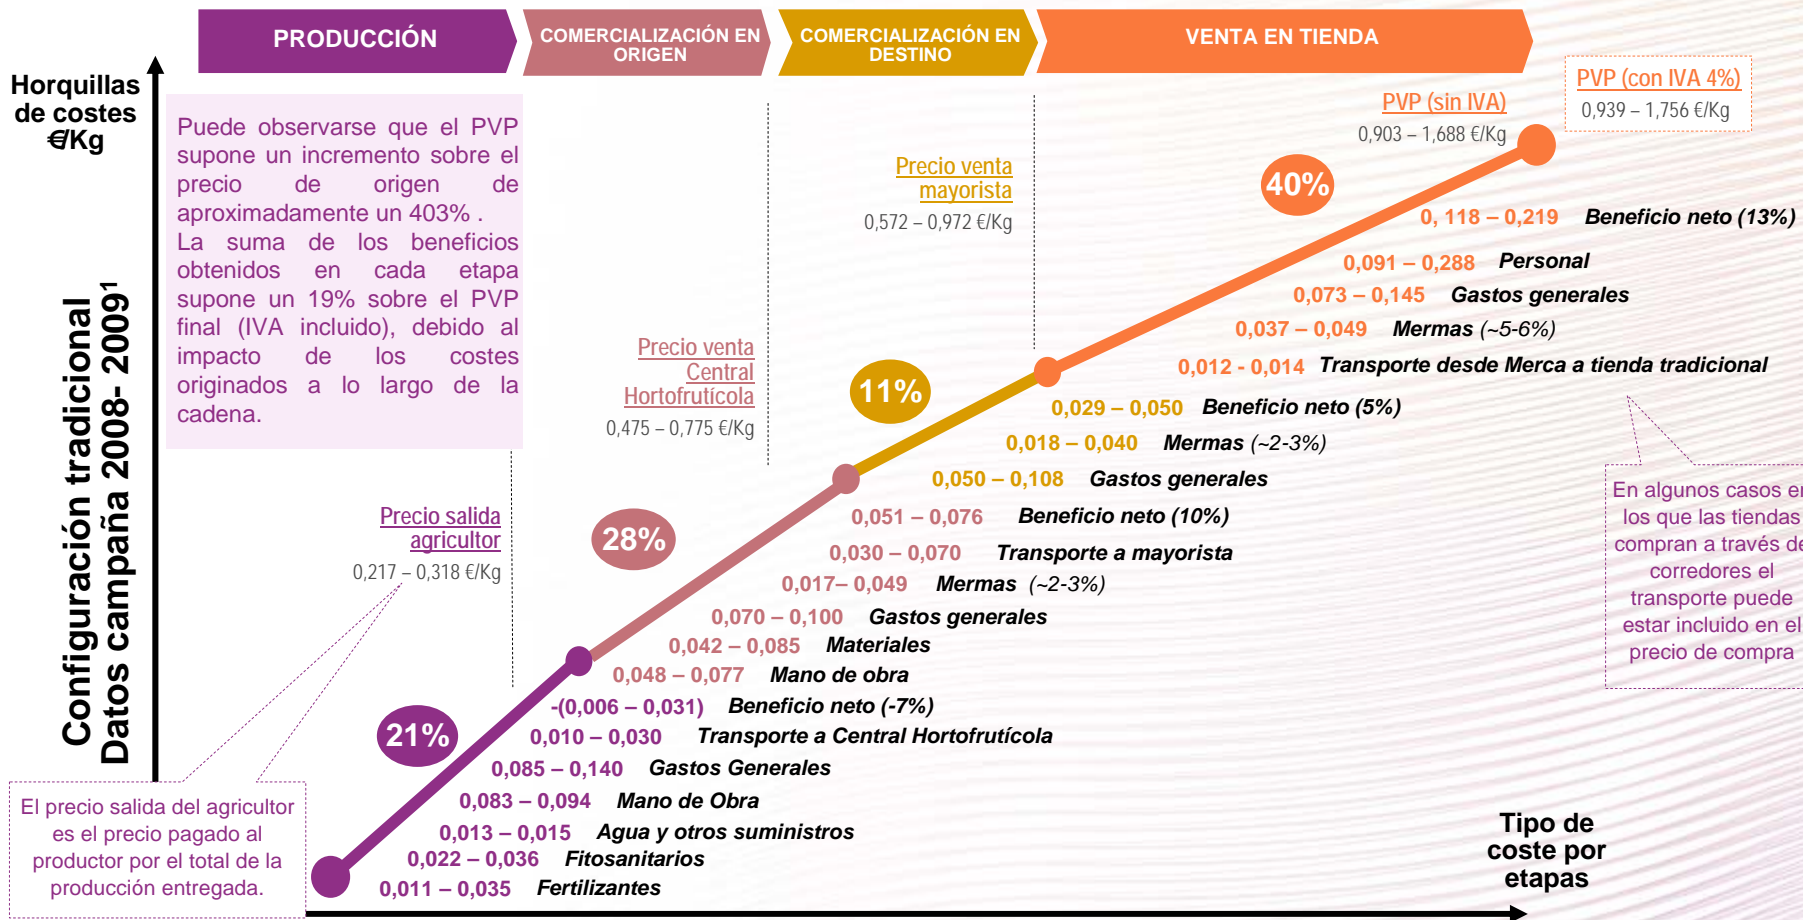 PRODUCCIÓN
COMERCIALIZACIÓN EN
ORIGEN
COMERCIALIZACIÓN EN
DESTINO
VENTA EN TIENDA
Horquillas
de costes
€/Kg
Configuración tradicional
Datos campaña 2008- 2009¹
Puede observarse que el PVP
supone un incremento sobre el
precio de origen de
aproximadamente un 403% .
La suma de los beneficios
obtenidos en cada etapa
supone un 19% sobre el PVP
final (IVA incluido), debido al
impacto de los costes
originados a lo largo de la
cadena.
PVP (con IVA 4%)
0,939 – 1,756 €/Kg
PVP (sin IVA)
0,903 – 1,688 €/Kg
Precio venta
mayorista
0,572 – 0,972 €/Kg
Precio venta
Central
Hortofrutícola
0,475 – 0,775 €/Kg
Precio salida
agricultor
0,217 – 0,318 €/Kg
40%
11%
28%
21%
0, 118 – 0,219 Beneficio neto (13%)
0,091 – 0,288 Personal
0,073 – 0,145 Gastos generales
0,037 – 0,049 Mermas (~5-6%)
0,012 - 0,014 Transporte desde Merca a tienda tradicional
0,029 – 0,050 Beneficio neto (5%)
0,018 – 0,040 Mermas (~2-3%)
0,050 – 0,108 Gastos generales
0,051 – 0,076 Beneficio neto (10%)
0,030 – 0,070 Transporte a mayorista
0,017– 0,049 Mermas (~2-3%)
0,070 – 0,100 Gastos generales
0,042 – 0,085 Materiales
0,048 – 0,077 Mano de obra
-(0,006 – 0,031) Beneficio neto (-7%)
0,010 – 0,030 Transporte a Central Hortofrutícola
0,085 – 0,140 Gastos Generales
0,083 – 0,094 Mano de Obra
0,013 – 0,015 Agua y otros suministros
0,022 – 0,036 Fitosanitarios
0,011 – 0,035 Fertilizantes
En algunos casos en
los que las tiendas
compran a través de
corredores el
transporte puede
estar incluido en el
precio de compra
El precio salida del agricultor
es el precio pagado al
productor por el total de la
producción entregada.
Tipo de
coste por
etapas